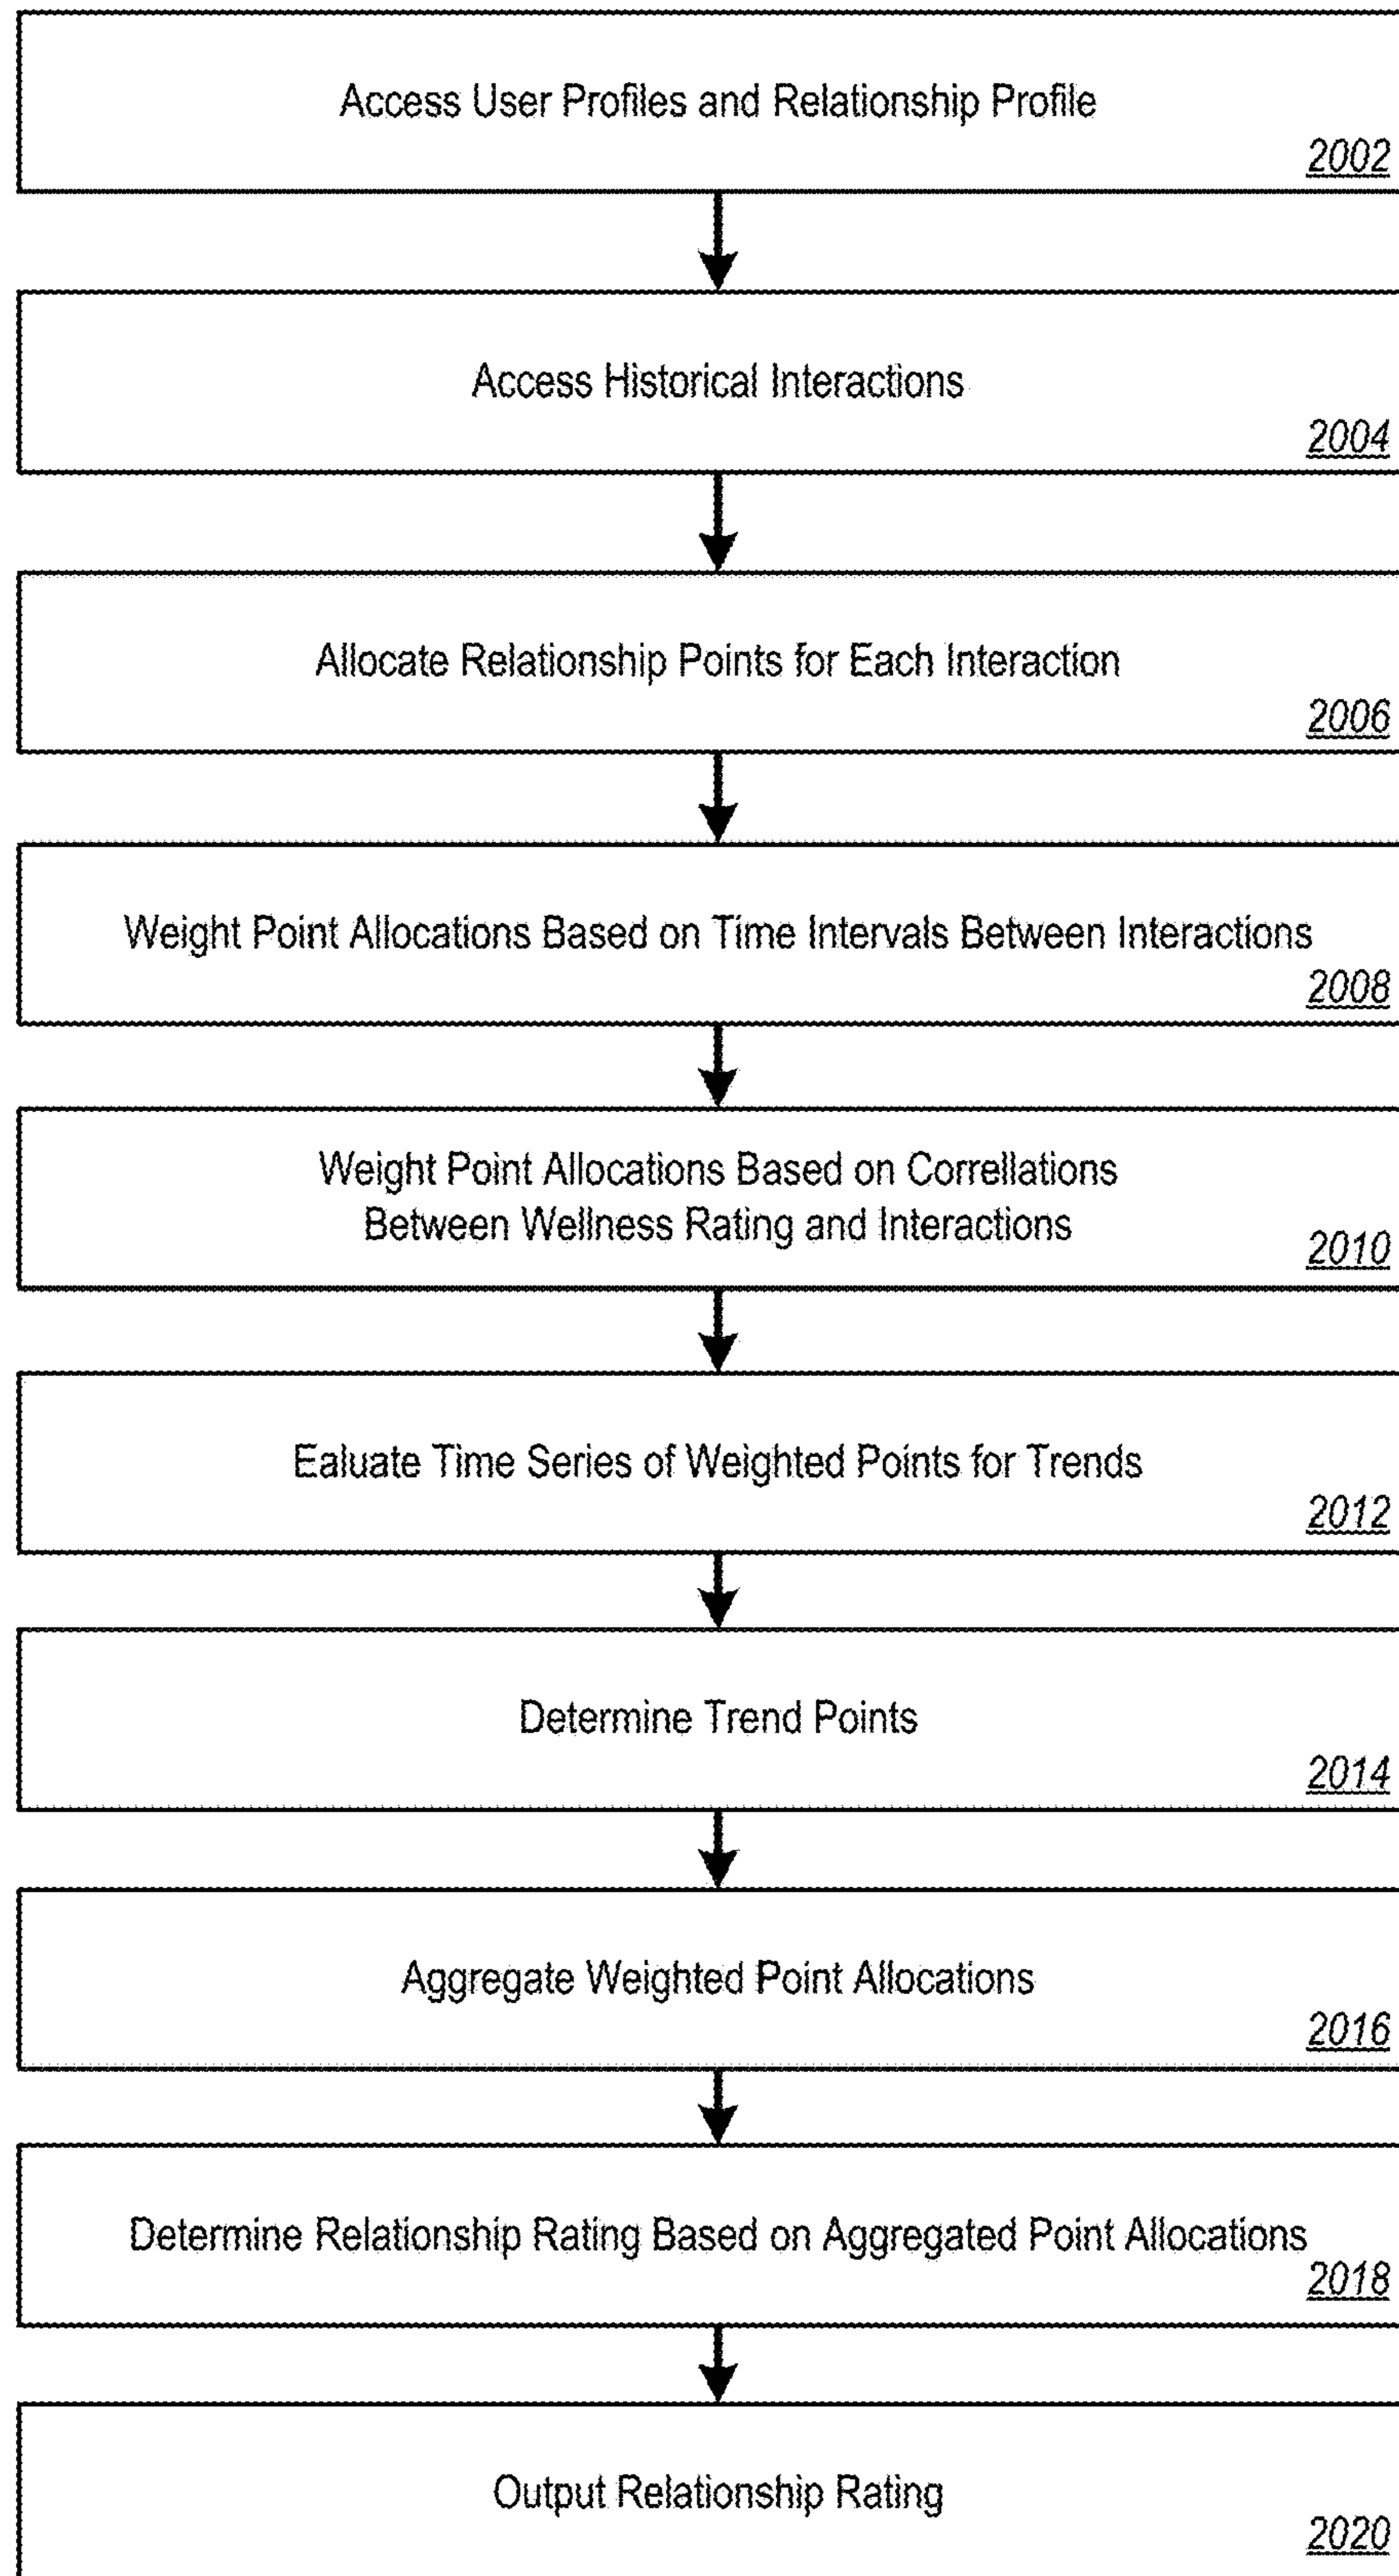 Access User Profiles and Relationship Profile
2002
Access Historical Interactions
2004
Allocate Relationship Points for Each Interaction
2006
Weight Point Allocations Based on Time Intervals Between Interactions
2008
Weight Point Allocations Based on Correllations
Between Wellness Rating and Interactions
2010
Ealuate Time Series of Weighted Points for Trends
2012
Determine Trend Points
2014
Aggregate Weighted Point Allocations
2016
Determine Relationship Rating Based on Aggregated Point Allocations
2018
Output Relationship Rating
2020